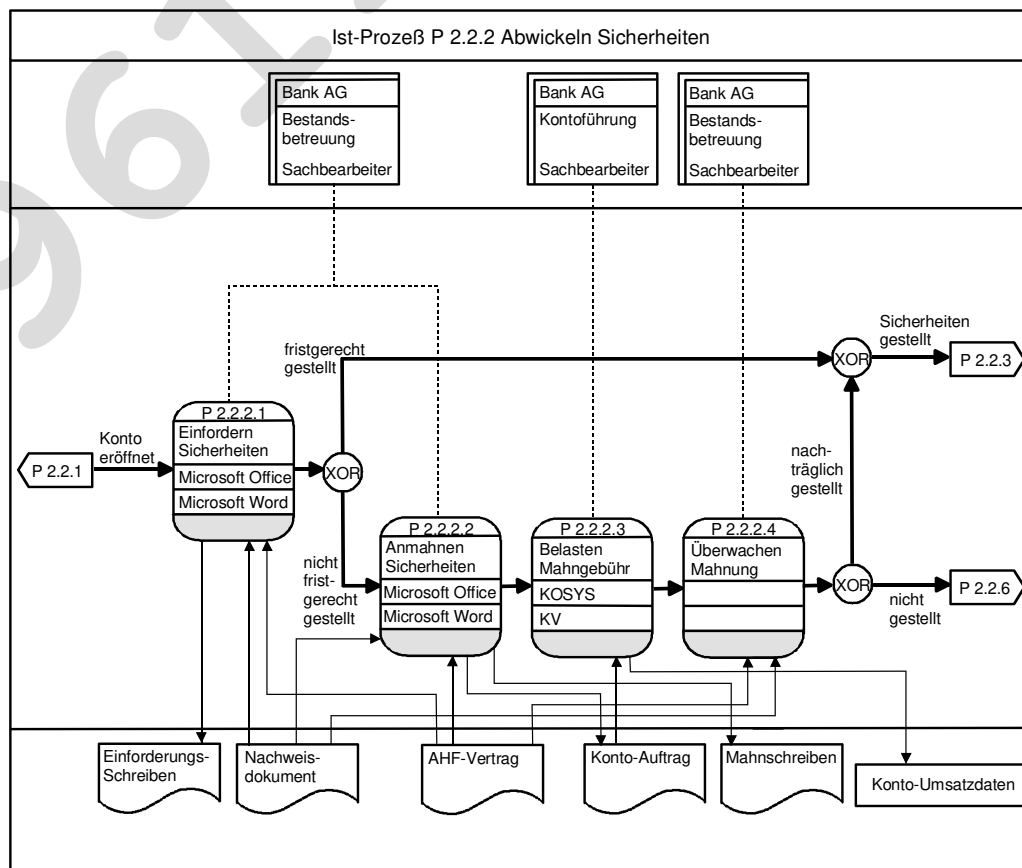 Ist-Prozeß P 2.2.2 Abwickeln Sicherheiten
Bank AG
Bestands-
betreuung
Sachbearbeiter
Bank AG
Kontoführung
Sachbearbeiter
Bank AG
Bestands-
betreuung
Sachbearbeiter
fristgerecht
gestellt
XOR
Sicherheiten
gestellt
P 2.2.3
P 2.2.1
Konto
eröffnet
P 2.2.2.1
Einfordern
Sicherheiten
Microsoft Office
Microsoft Word
XOR
nach-
träglich
gestellt
nicht
frist-
gerecht
gestellt
P 2.2.2.2
Anmahnen
Sicherheiten
Microsoft Office
Microsoft Word
P 2.2.2.3
Belasten
Mahngebühr
KOSYS
KV
P 2.2.2.4
Überwachen
Mahnung
XOR
nicht
gestellt
P 2.2.6
Einforderungs-
Schreiben
Nachweis-
dokument
AHF-Vertrag
Konto-Auftrag
Mahnschreiben
Konto-Umsatzdaten
961